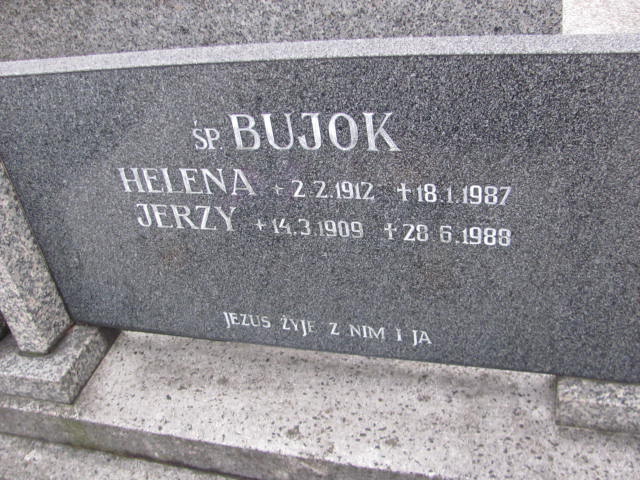 ŚP. BUJOK
HELENA + 2.2.1912 ✝ 18.1.1987
JERZY + 14.3.1909 ✝ 28.6.1988
JEZUS ŻYJE Z NIM I JA